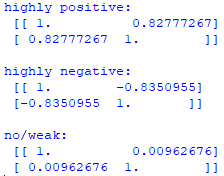 highly positive:
[[ 1. 0.82777267]
[ 0.82777267 1. ]]
highly negative:
[[ 1. -0.8350955]
[-0.8350955 1. ]]
no/weak:
[[ 1. 0.00962676]
[ 0.00962676 1. ]]